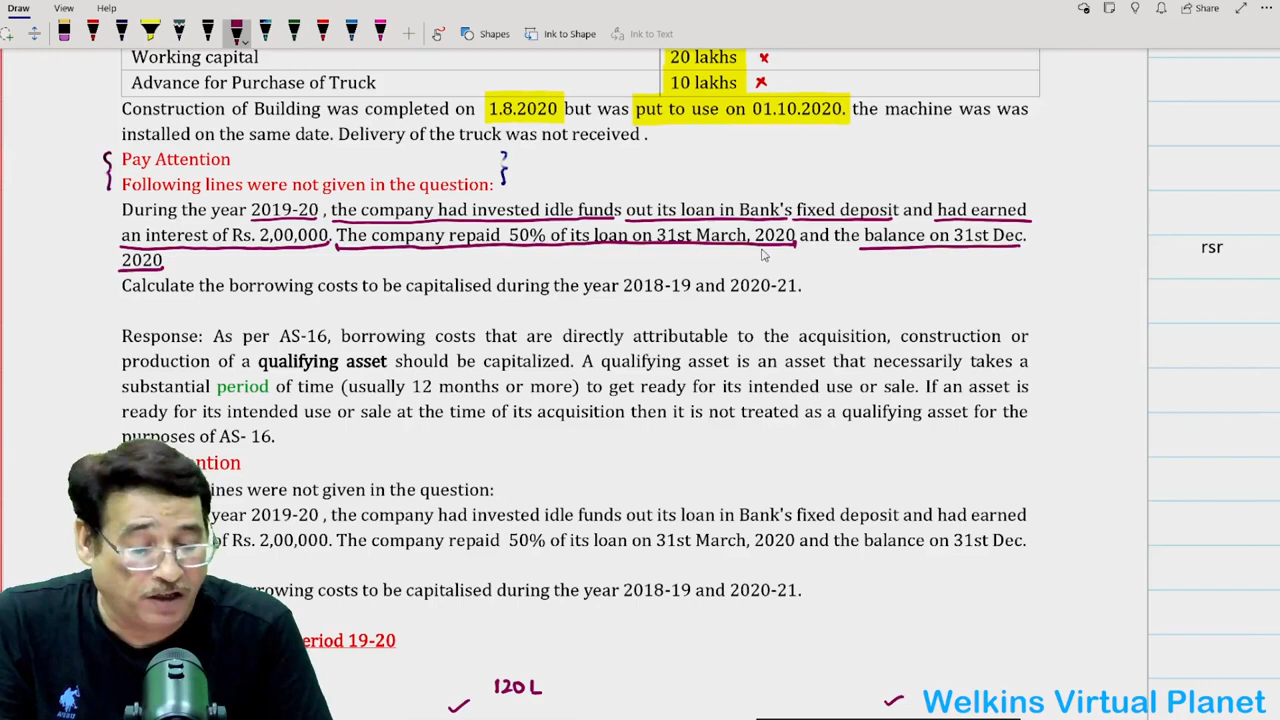 Draw View Help
Share
Shapes Ink to Shape Ink to Text
Working capital 20 lakhs
Advance for Purchase of Truck 10 lakhs
Construction of Building was completed on 1.8.2020 but was put to use on 01.10.2020. the machine was was
installed on the same date. Delivery of the truck was not received .
Pay Attention
Following lines were not given in the question:
During the year 2019-20 , the company had invested idle funds out its loan in Bank's fixed deposit and had earned
an interest of Rs. 2,00,000. The company repaid 50% of its loan on 31st March, 2020 and the balance on 31st Dec.
rsr
2020
Calculate the borrowing costs to be capitalised during the year 2018-19 and 2020-21.
Response: As per AS-16, borrowing costs that are directly attributable to the acquisition, construction or
production of a qualifying asset should be capitalized. A qualifying asset is an asset that necessarily takes a
substantial period of time (usually 12 months or more) to get ready for its intended use or sale. If an asset is
ready for its intended use or sale at the time of its acquisition then it is not treated as a qualifying asset for the
purposes of AS- 16.
ntion
ines were not given in the question:
year 2019-20 , the company had invested idle funds out its loan in Bank's fixed deposit and had earned
of Rs. 2,00,000. The company repaid 50% of its loan on 31st March, 2020 and the balance on 31st Dec.
rrowing costs to be capitalised during the year 2018-19 and 2020-21.
eriod 19-20
120 L
Welkins Virtual Planet